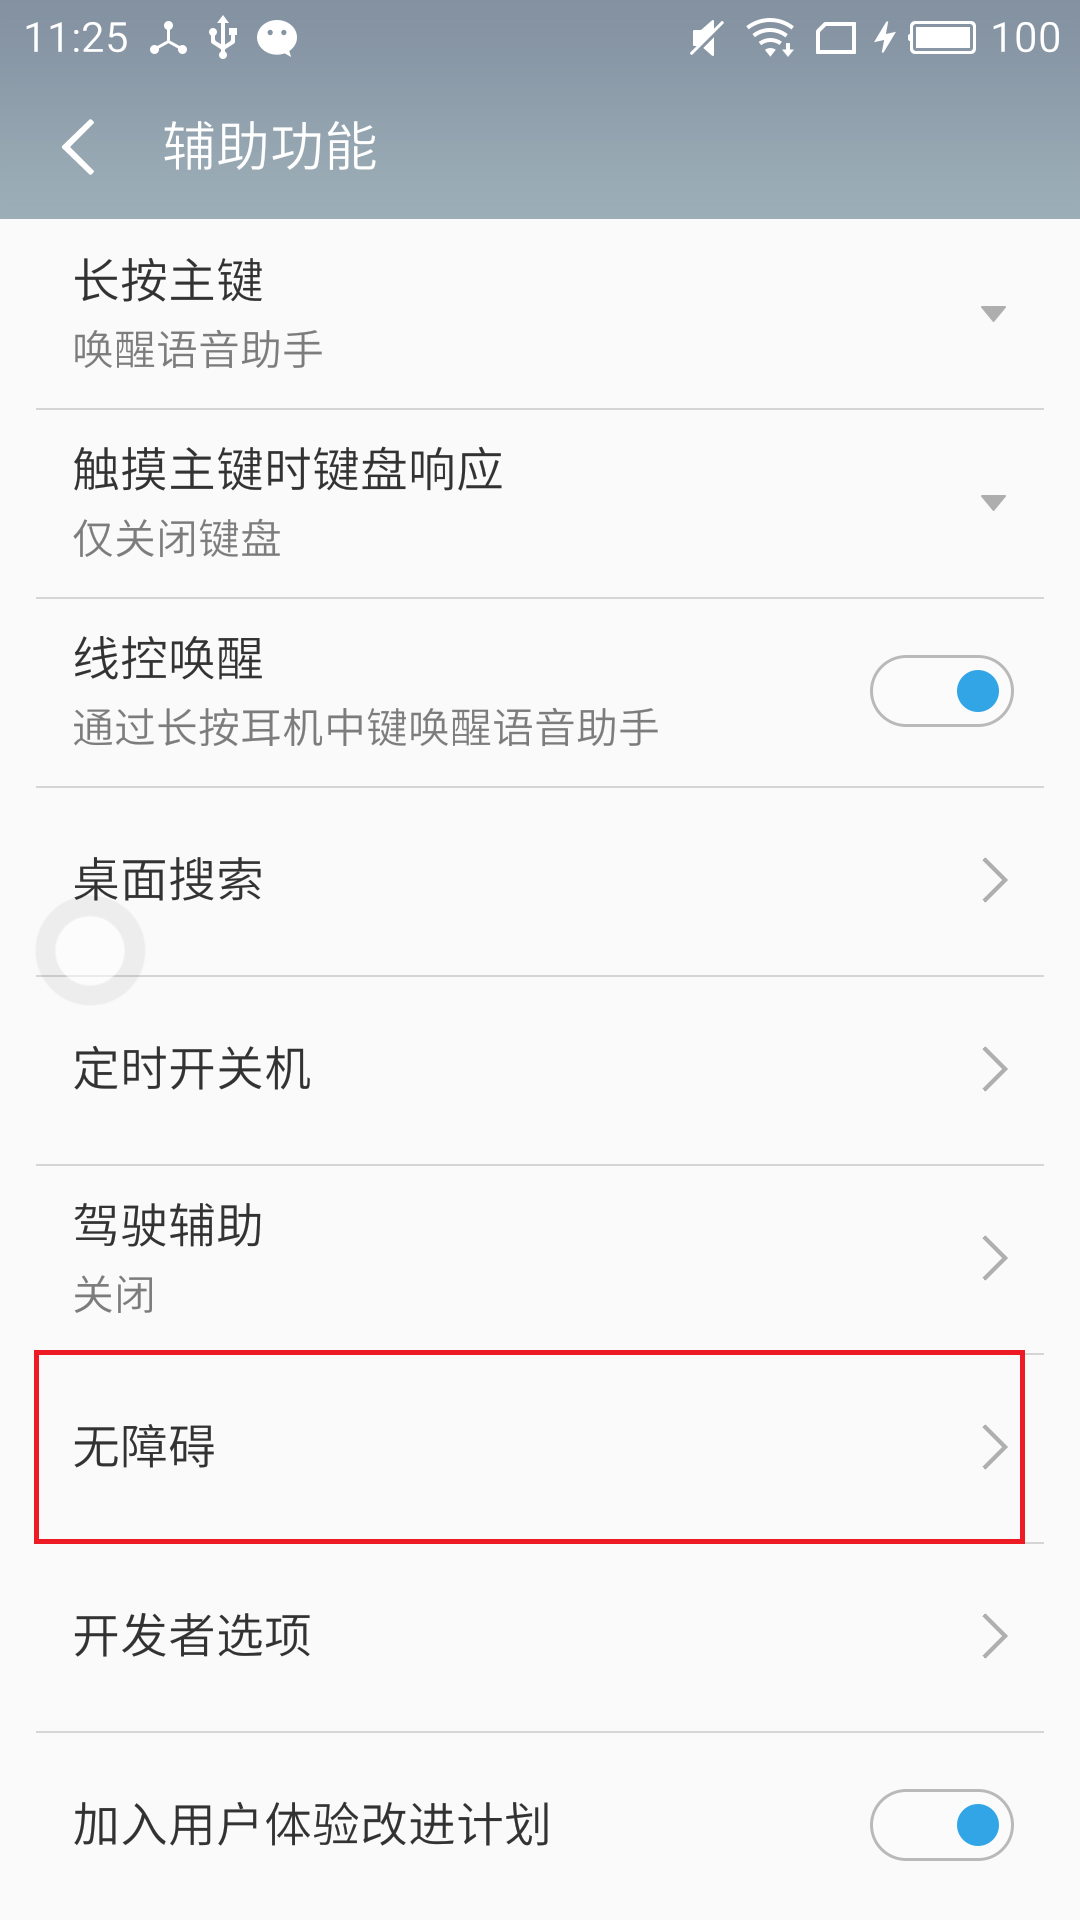 11:25 100
辅助功能
长按主键
唤醒语音助手
触摸主键时键盘响应
仅关闭键盘
线控唤醒
通过长按耳机中键唤醒语音助手
桌面搜索
定时开关机
驾驶辅助
关闭
无障碍
开发者选项
加入用户体验改进计划